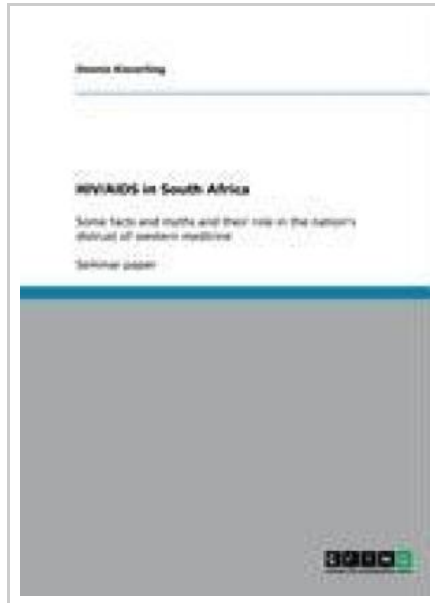 HIV/AIDS in South Africa
Some facts and myths and their role in the nation's
distrust of western medicine
Seminar paper
GRIN